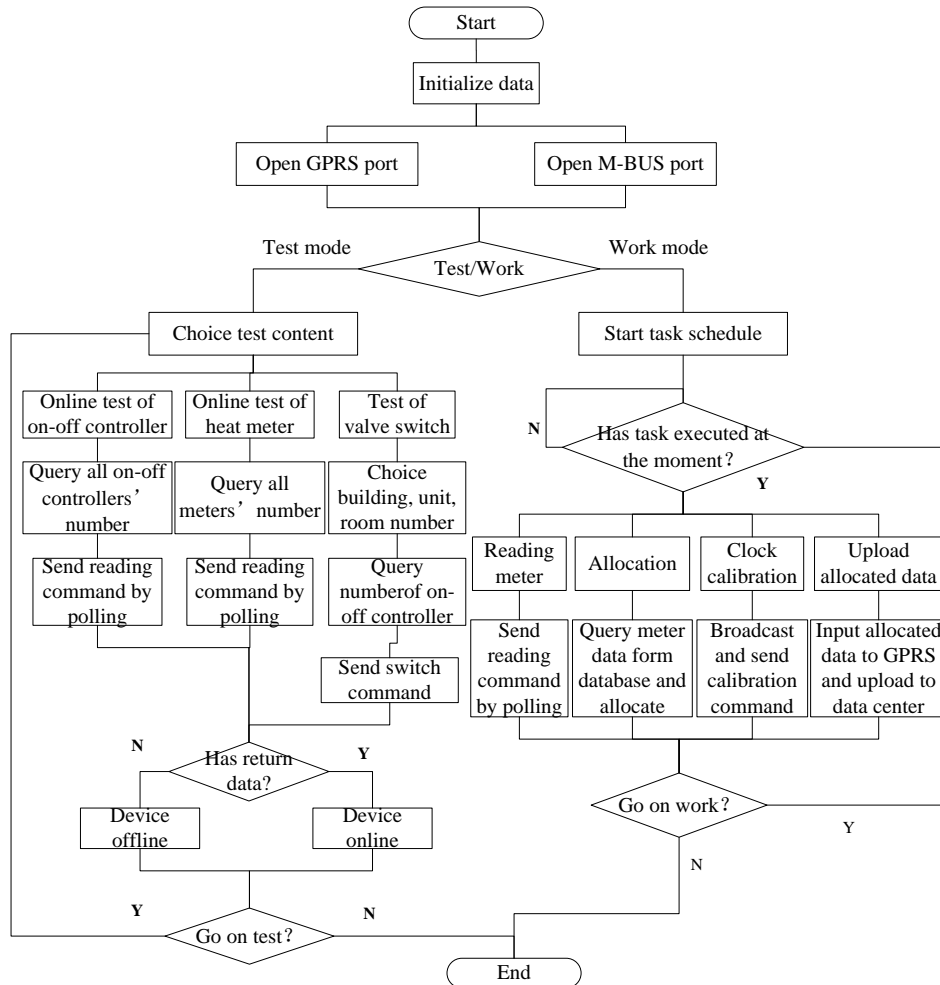 Start
Initialize data
Open GPRS port
Open M-BUS port
Test mode
Work mode
Test/Work
Choice test content
Start task schedule
Online test of
on-off controller
Online test of
heat meter
Test of
valve switch
N
Has task executed at
the moment？
Y
Query all on-off
controllers’
number
Query all
meters’ number
Choice
building, unit,
room number
Send reading
command by
polling
Send reading
command by
polling
Query
numberof on-
off controller
Send switch
command
Reading
meter
Allocation
Clock
calibration
Upload
allocated data
Send
reading
command
by polling
Query meter
data form
database and
allocate
Broadcast
and send
calibration
command
Input allocated
data to GPRS
and upload to
data center
N
Has return
data?
Y
Device
offline
Device
online
Go on work？
Y
N
Y
Go on test？
N
End